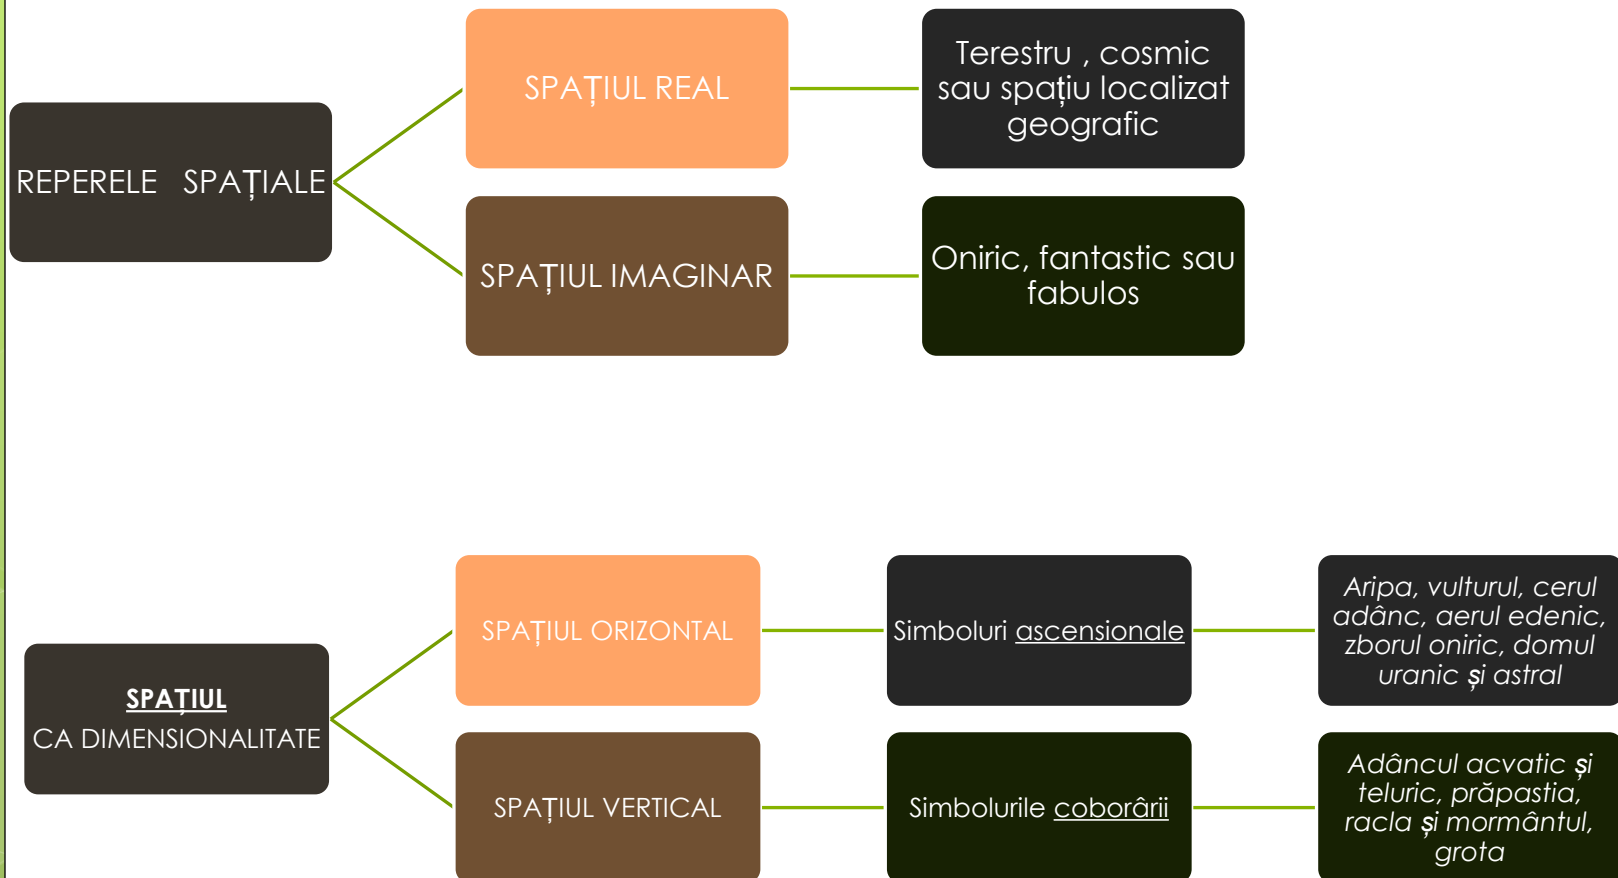 REPERELE SPAȚIALE
SPAȚIUL REAL
Terestru , cosmic
sau spațiu localizat
geografic
SPAȚIUL IMAGINAR
Oniric, fantastic sau
fabulos
SPAȚIUL
CA DIMENSIONALITATE
SPAȚIUL ORIZONTAL
Simboluri ascensionale
Aripa, vulturul, cerul
adânc, aerul edenic,
zborul oniric, domul
uranic și astral
SPAȚIUL VERTICAL
Simbolurile coborârii
Adâncul acvatic și
teluric, prăpastia,
racla și mormântul,
grota